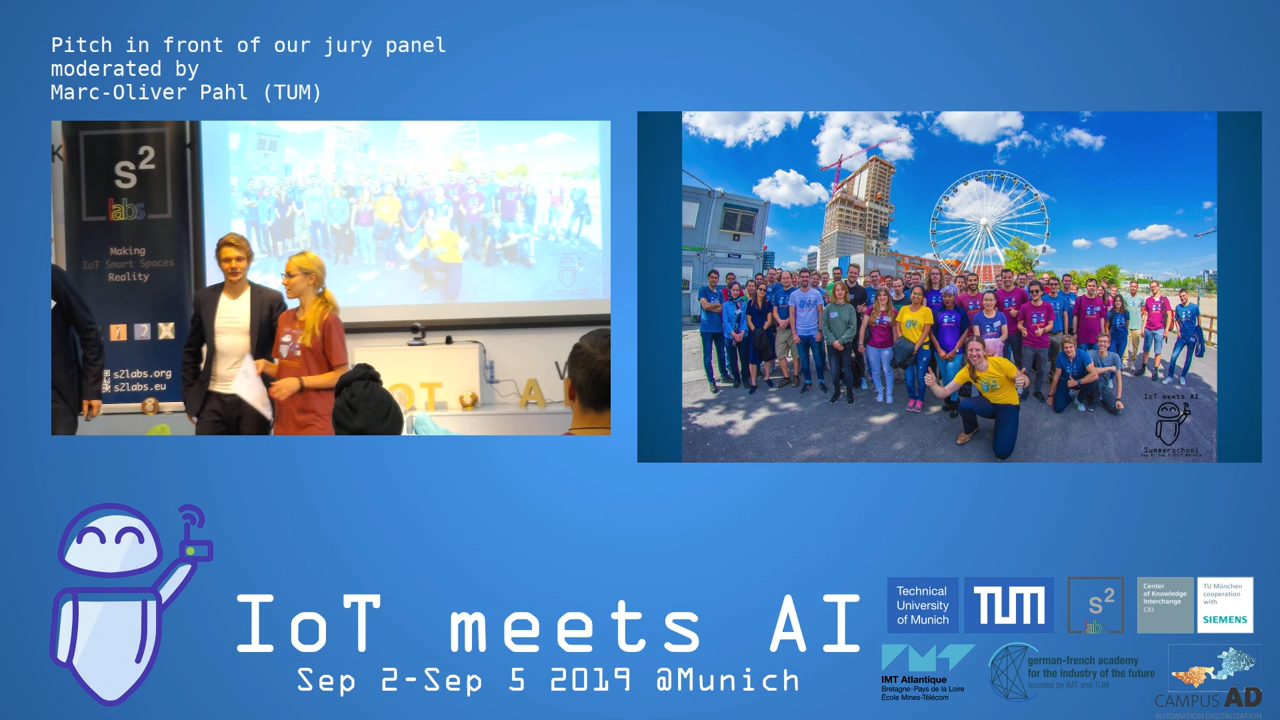 Pitch in front of our jury panel
moderated by
Marc-Oliver Pahl (TUM)
S²
labs
Making
IoT Smart Spaces
Reality
s2labs.org
s2labs.eu
IOT
A
IoT meets AI
Summerschool
IoT meets AI
Sep 2-Sep 5 2019 @Munich
Technical
University
of Munich
TUM
S²
lab
Center
of Knowledge
Interchange
CKI
TU München
cooperation
with
SIEMENS
IMT Atlantique
Bretagne-Pays de la Loire
École Mines-Télécom
german-french academy
for the industry of the future
founded by IMT and TUM
CAMPUS AD
AUTOMATION DIGITALIZATION